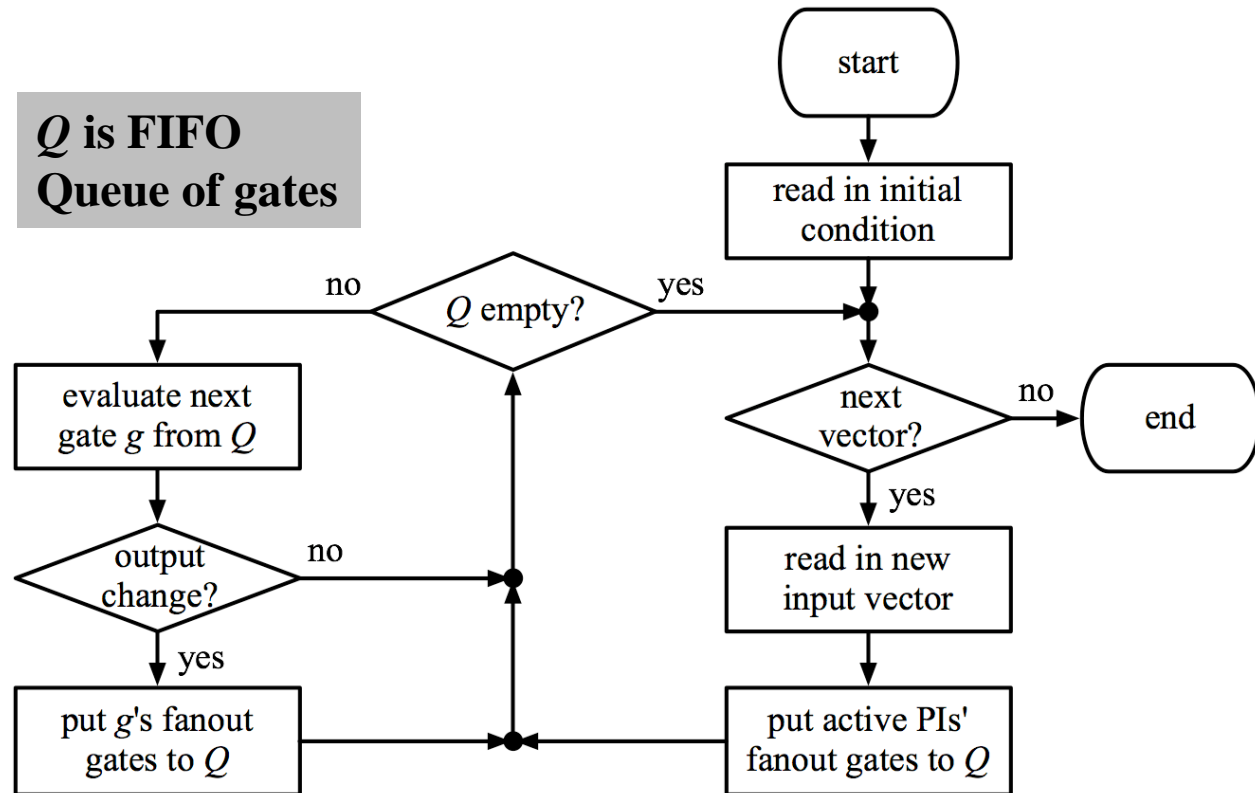 start
Q is FIFO
Queue of gates
read in initial
condition
no
Q empty?
yes
evaluate next
gate g from Q
next
vector?
no
end
yes
output
change?
no
read in new
input vector
yes
put g's fanout
gates to Q
put active PIs'
fanout gates to Q